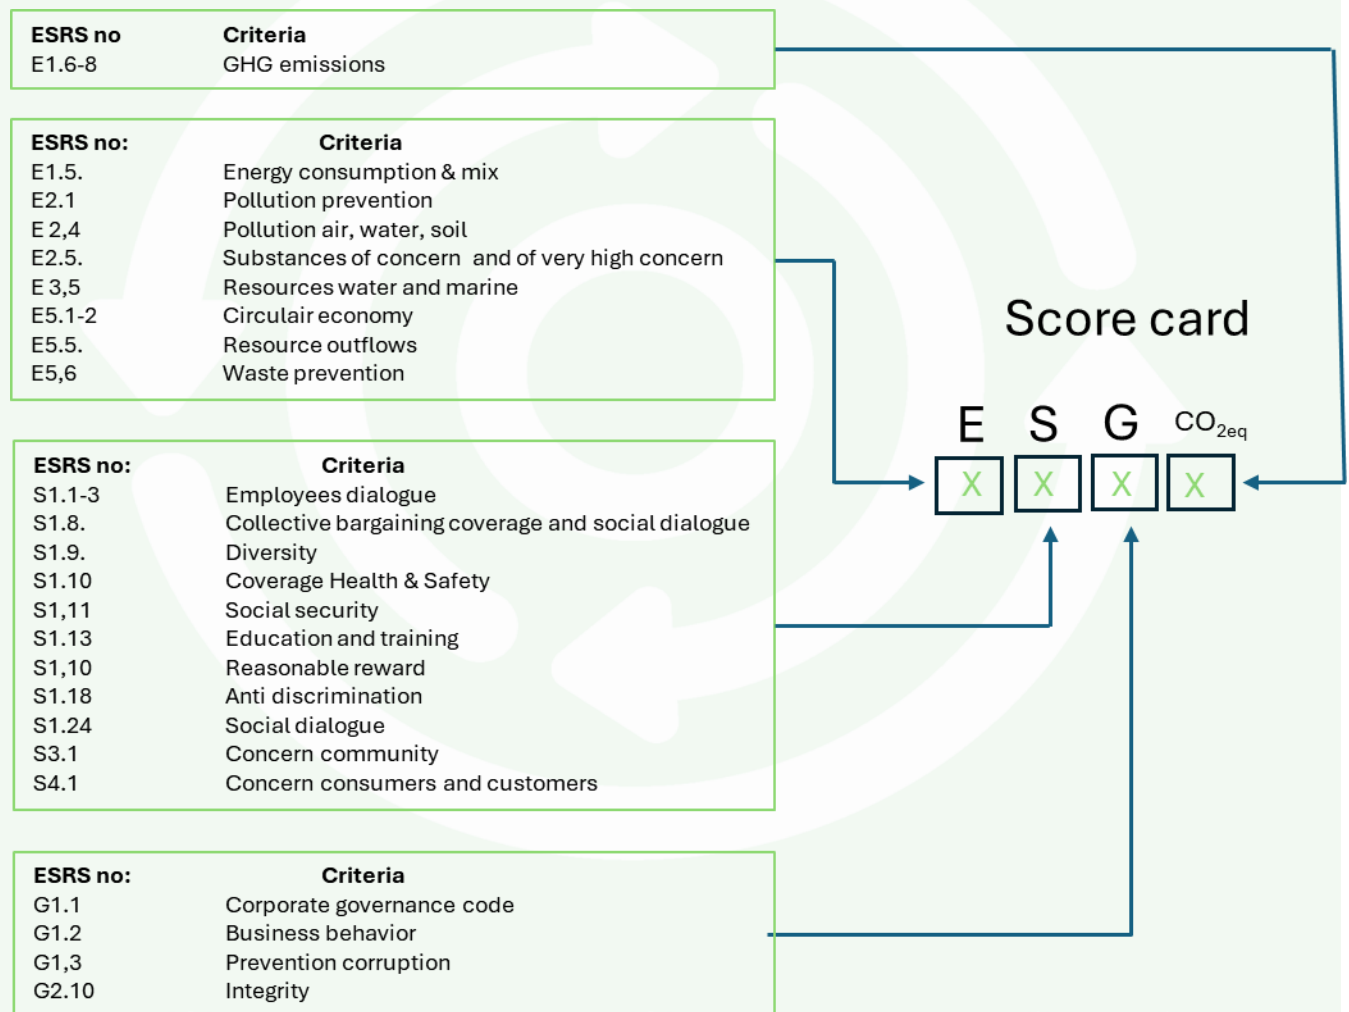 ESRS no Criteria
E1.6-8 GHG emissions
ESRS no: Criteria
E1.5. Energy consumption & mix
E2.1 Pollution prevention
E 2,4 Pollution air, water, soil
E2.5. Substances of concern and of very high concern
E 3,5 Resources water and marine
E5.1-2 Circulair economy
E5.5. Resource outflows
E5,6 Waste prevention
ESRS no: Criteria
S1.1-3 Employees dialogue
S1.8. Collective bargaining coverage and social dialogue
S1.9. Diversity
S1.10 Coverage Health & Safety
S1,11 Social security
S1.13 Education and training
S1,10 Reasonable reward
S1.18 Anti discrimination
S1.24 Social dialogue
S3.1 Concern community
S4.1 Concern consumers and customers
ESRS no: Criteria
G1.1 Corporate governance code
G1.2 Business behavior
G1,3 Prevention corruption
G2.10 Integrity
Score card
E S G CO2eq
X X X X